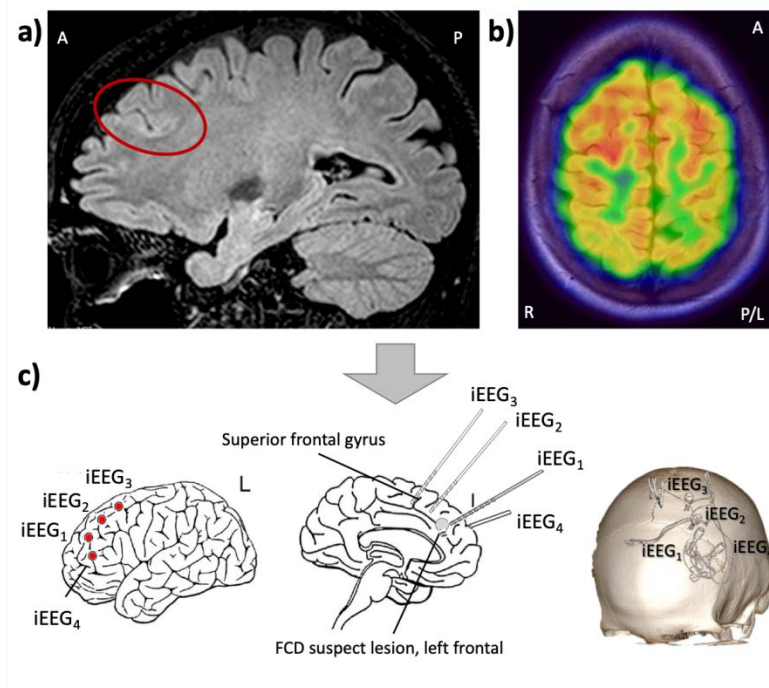 a)
A
P
b)
A
R
P/L
c)
iEEG3
iEEG2
Superior frontal gyrus
iEEG1
iEEG4
L
iEEG3
iEEG2
iEEG1
iEEG4
FCD suspect lesion, left frontal
iEEG3
iEEG2
iEEG1